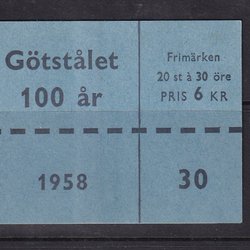 Götstålet
100 år
1958
Frimärken
20 st à 30 öre
PRIS 6 KR
30